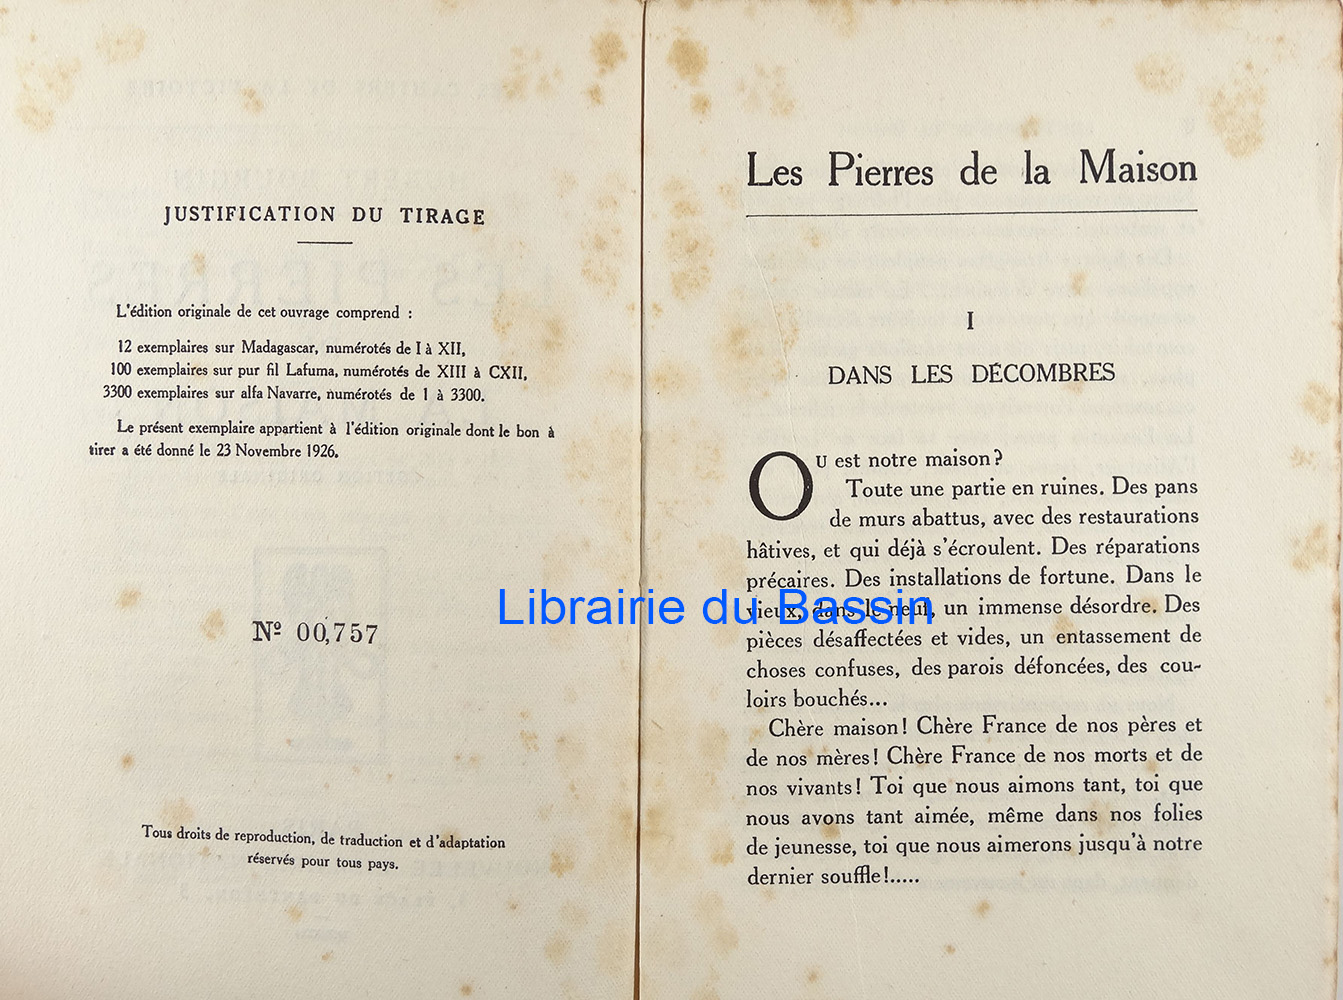 JUSTIFICATION DU TIRAGE
L'édition originale de cet ouvrage comprend :
12 exemplaires sur Madagascar, numérotés de I à XII,
100 exemplaires sur pur fil Lafuma, numérotés de XIII à CXII,
3300 exemplaires sur alfa Navarre, numérotés de 1 à 3300.
Le présent exemplaire appartient à l'édition originale dont le bon à
tirer a été donné le 23 Novembre 1926.
Nº 00,757
Tous droits de reproduction, de traduction et d'adaptation
réservés pour tous pays.
Les Pierres de la Maison
I
DANS LES DÉCOMBRES
OU est notre maison?
Toute une partie en ruines. Des pans
de murs abattus, avec des restaurations
hâtives, et qui déjà s'écroulent. Des réparations
précaires. Des installations de fortune. Dans le
vieux, dans le neuf, un immense désordre. Des
pièces désaffectées et vides, un entassement de
choses confuses, des parois défoncées, des cou-
loirs bouchés...
Chère maison! Chère France de nos pères et
de nos mères! Chère France de nos morts et de
nos vivants! Toi que nous aimons tant, toi que
nous avons tant aimée, même dans nos folies
de jeunesse, toi que nous aimerons jusqu'à notre
dernier souffle!.....
Librairie du Bassin